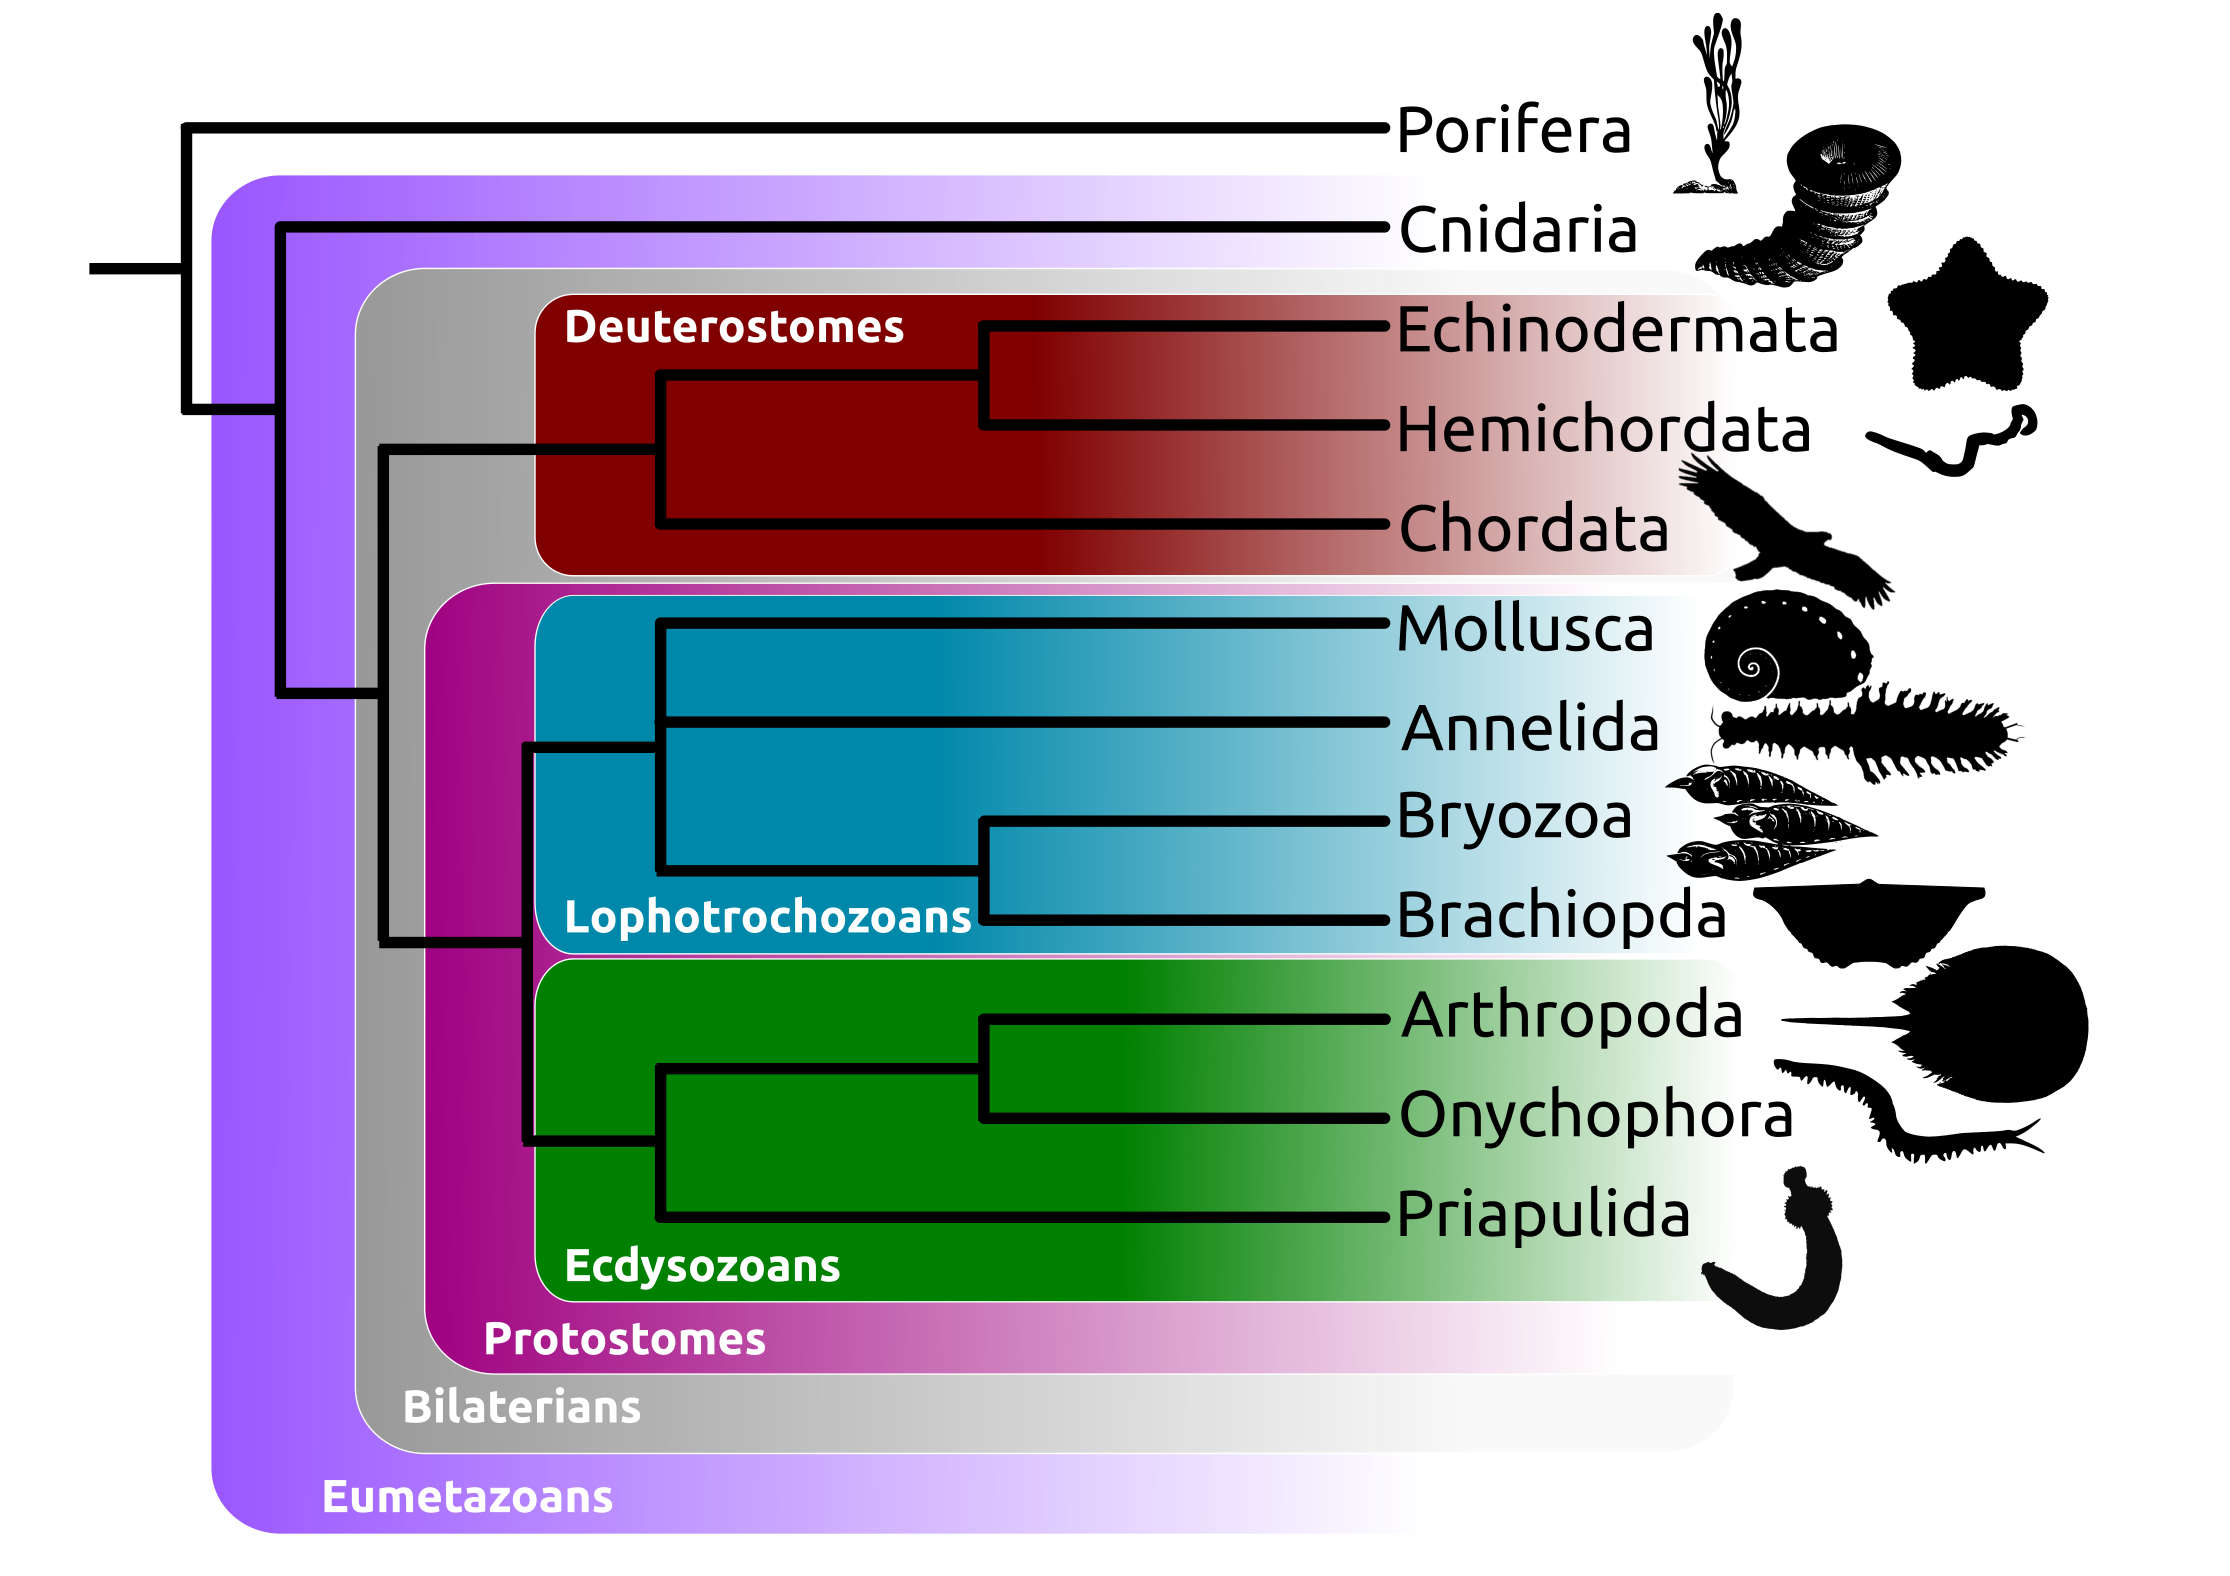 Porifera
Cnidaria
Deuterostomes
Echinodermata
Hemichordata
Chordata
Mollusca
Annelida
Bryozoa
Brachiopda
Lophotrochozoans
Arthropoda
Onychophora
Priapulida
Ecdysozoans
Protostomes
Bilaterians
Eumetazoans